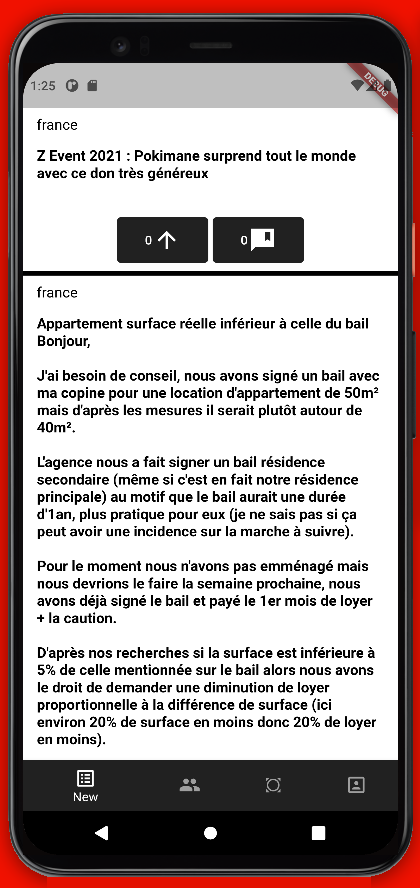 1:25
DEBUG
france
Z Event 2021 : Pokimane surprend tout le monde
avec ce don très généreux
0
0
france
Appartement surface réelle inférieur à celle du bail
Bonjour,
J'ai besoin de conseil, nous avons signé un bail avec
ma copine pour une location d'appartement de 50m²
mais d'après les mesures il serait plutôt autour de
40m².
L'agence nous a fait signer un bail résidence
secondaire (même si c'est en fait notre résidence
principale) au motif que le bail aurait une durée
d'1an, plus pratique pour eux (je ne sais pas si ça
peut avoir une incidence sur la marche à suivre).
Pour le moment nous n'avons pas emménagé mais
nous devrions le faire la semaine prochaine, nous
avons déjà signé le bail et payé le 1er mois de loyer
+ la caution.
D'après nos recherches si la surface est inférieure à
5% de celle mentionnée sur le bail alors nous avons
le droit de demander une diminution de loyer
proportionnelle à la différence de surface (ici
environ 20% de surface en moins donc 20% de loyer
en moins).
New